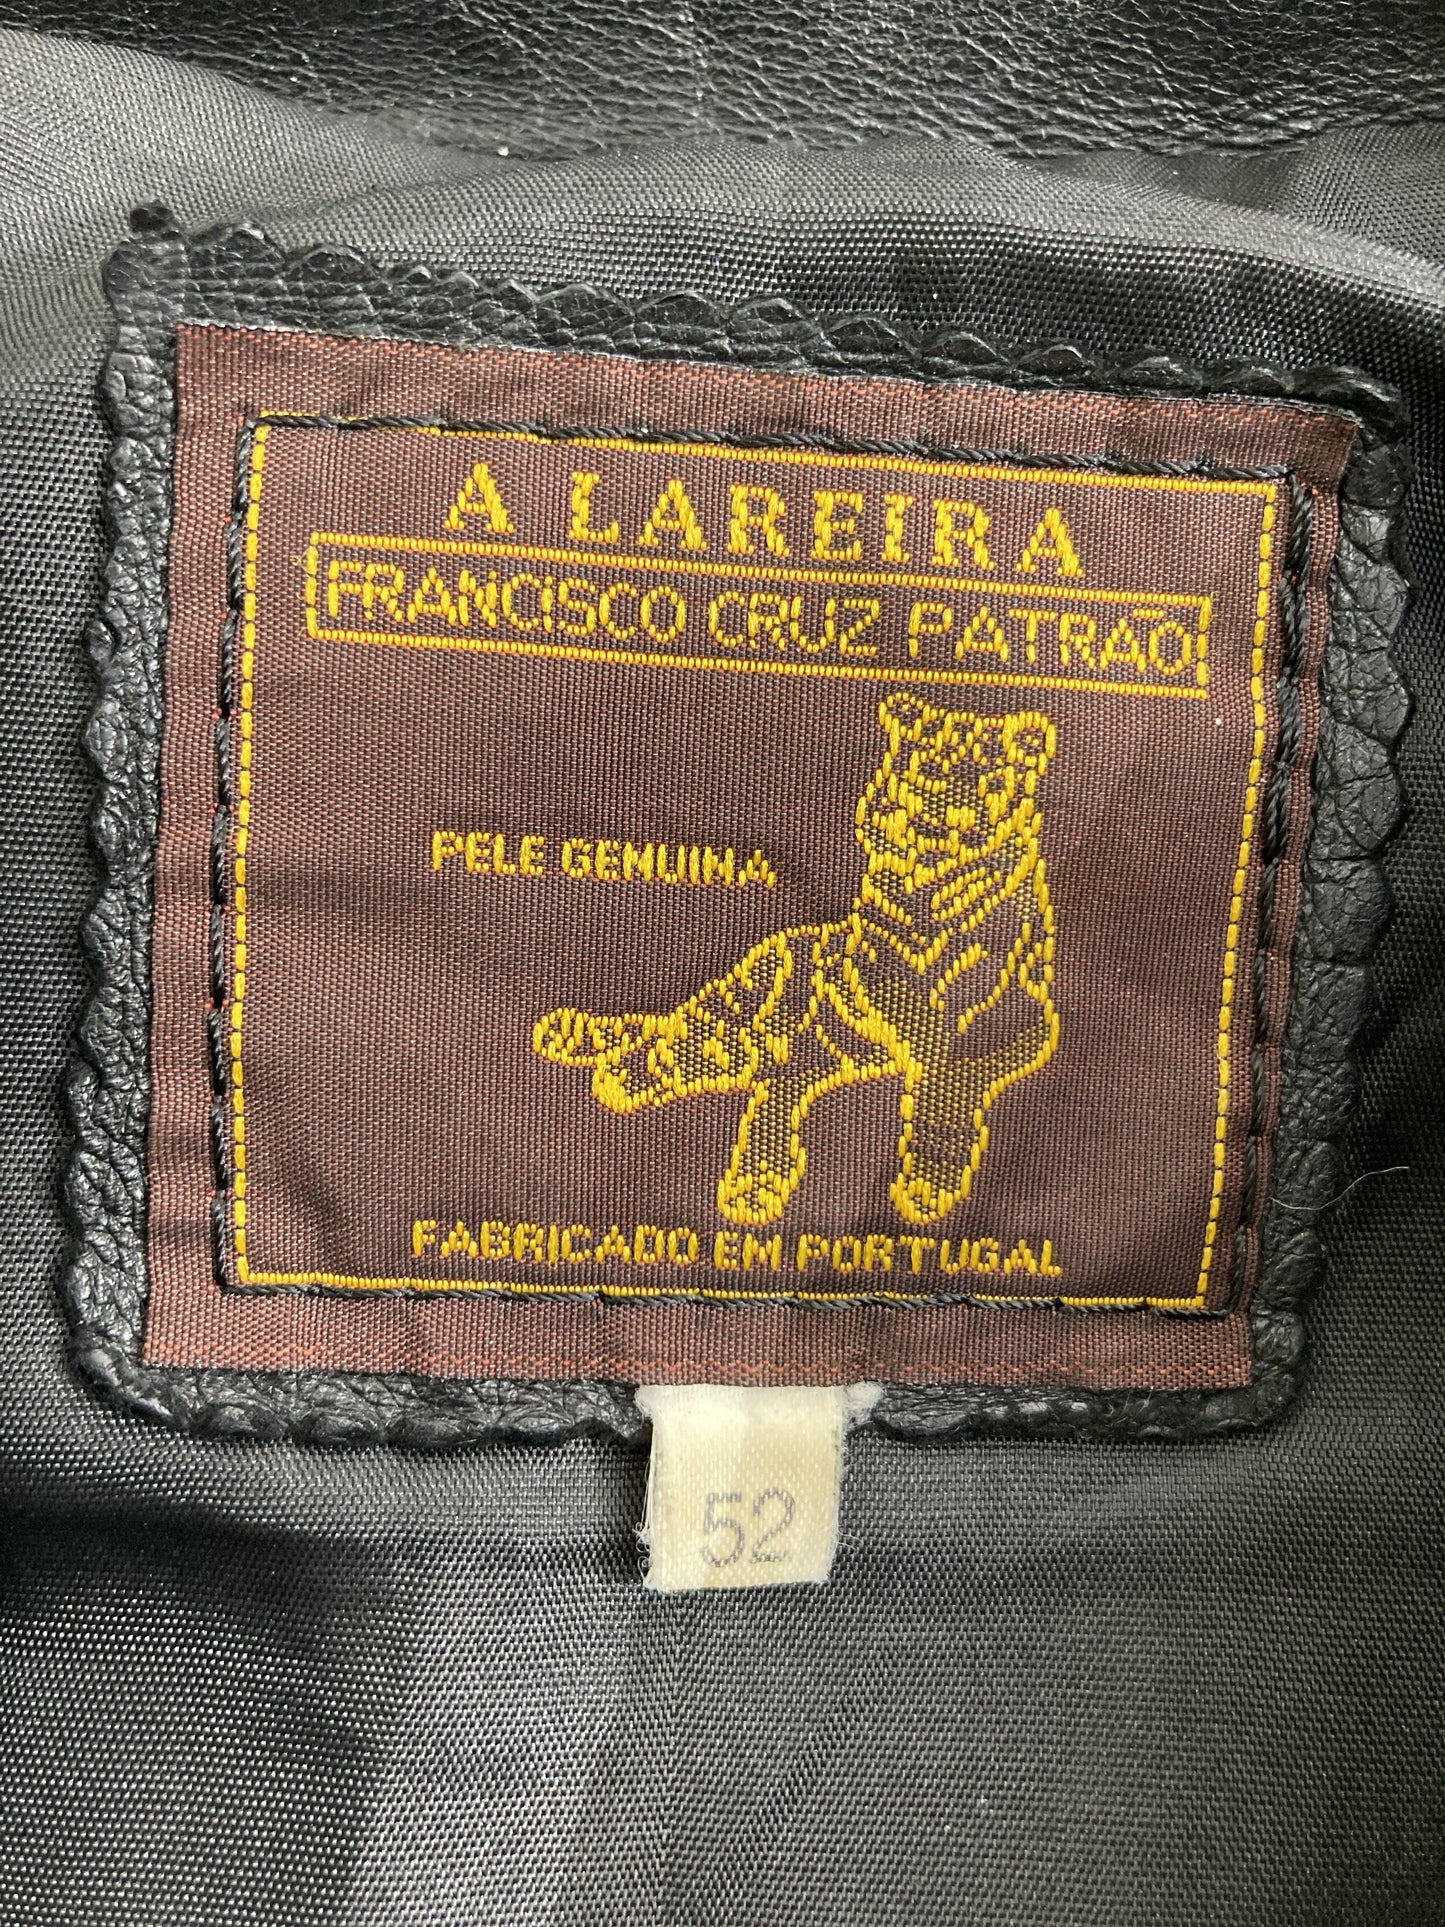 A LAREIRA
FRANCISCO CRUZ PATRÃO
PELE GENUINA
FABRICADO EM PORTUGAL
52